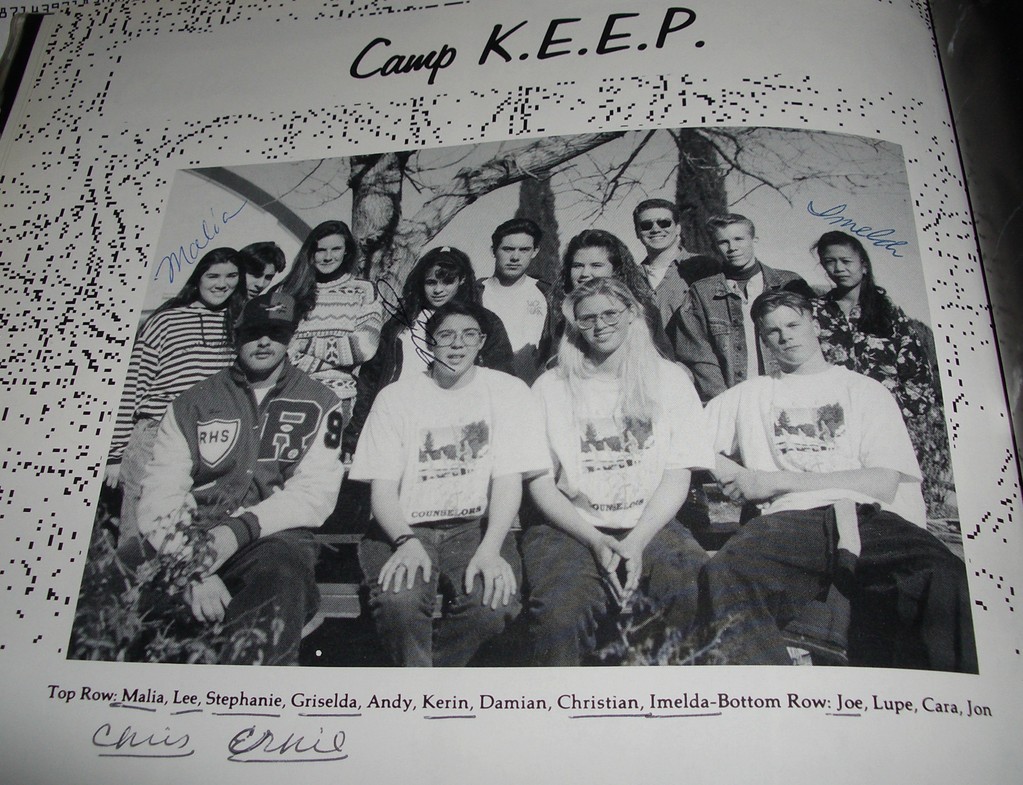 Camp K.E.E.P.
Malia
Imelda
RHS
R
9
COUNSELORS
COUNSELORS
Top Row: Malia, Lee, Stephanie, Griselda, Andy, Kerin, Damian, Christian, Imelda-Bottom Row: Joe, Lupe, Cara, Jon
Chris Ernie